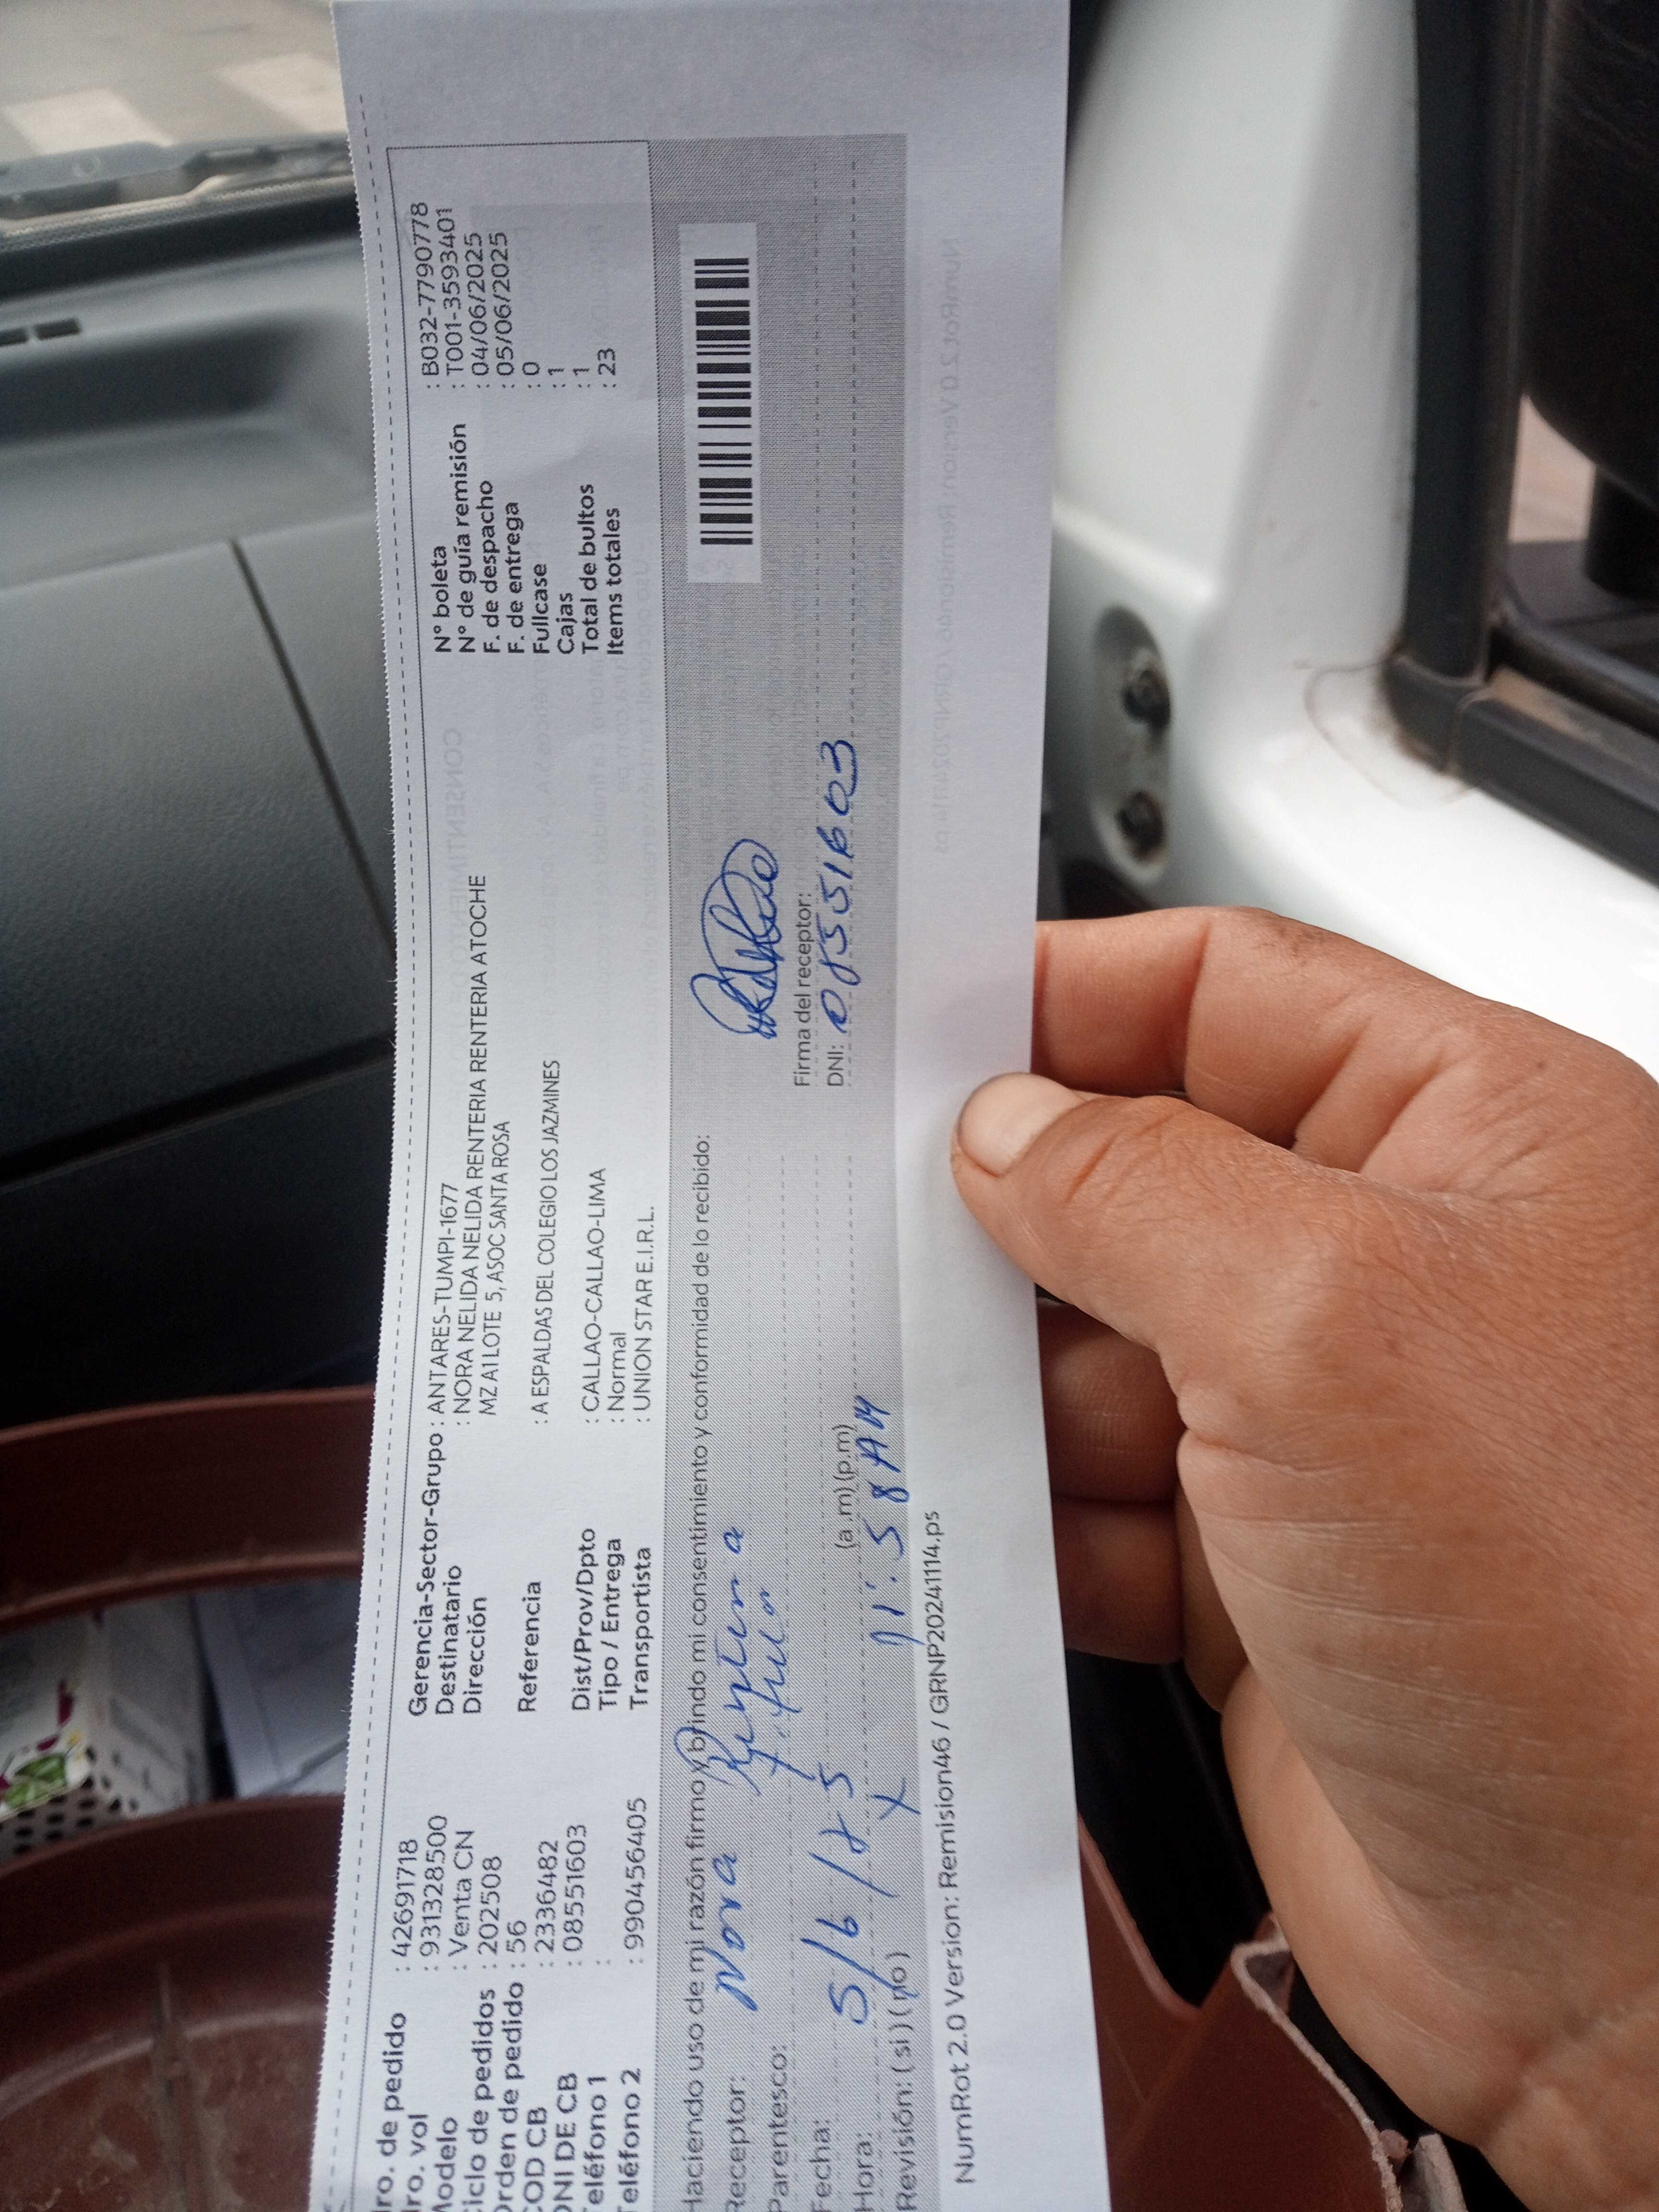 ro. de pedido : 42691718
ro. vol : 931328500
Modelo : Venta CN
iclo de pedidos : 202508
Orden de pedido : 56
COD CB : 2336482
DNI DE CB : 08551603
Teléfono 1 :
Teléfono 2 : 990456405
Gerencia-Sector-Grupo : ANTARES-TUMPI-1677
Destinatario : NORA NELIDA NELIDA RENTERIA RENTERIA ATOCHE
Dirección MZ A1 LOTE 5, ASOC SANTA ROSA
Referencia : A ESPALDAS DEL COLEGIO LOS JAZMINES
Dist/Prov/Dpto : CALLAO-CALLAO-LIMA
Tipo / Entrega : Normal
Transportista : UNION STAR E.I.R.L.
N° boleta : B032-7790778
N° de guía remisión : T001-3593401
F. de despacho : 04/06/2025
F. de entrega : 05/06/2025
Fullcase : 0
Cajas : 1
Total de bultos : 1
Items totales : 23
Haciendo uso de mi razón firmo y brindo mi consentimiento y conformidad de lo recibido:
Receptor: Nora
Parentesco:
Fecha: 5/6/25
Hora: (a.m) (p.m)
Revisión: (si) (no) X 11:58 AM
Firma del receptor:
DNI: 08551603
NumRot 2.0 Version: Remision46 / GRNP20241114.ps